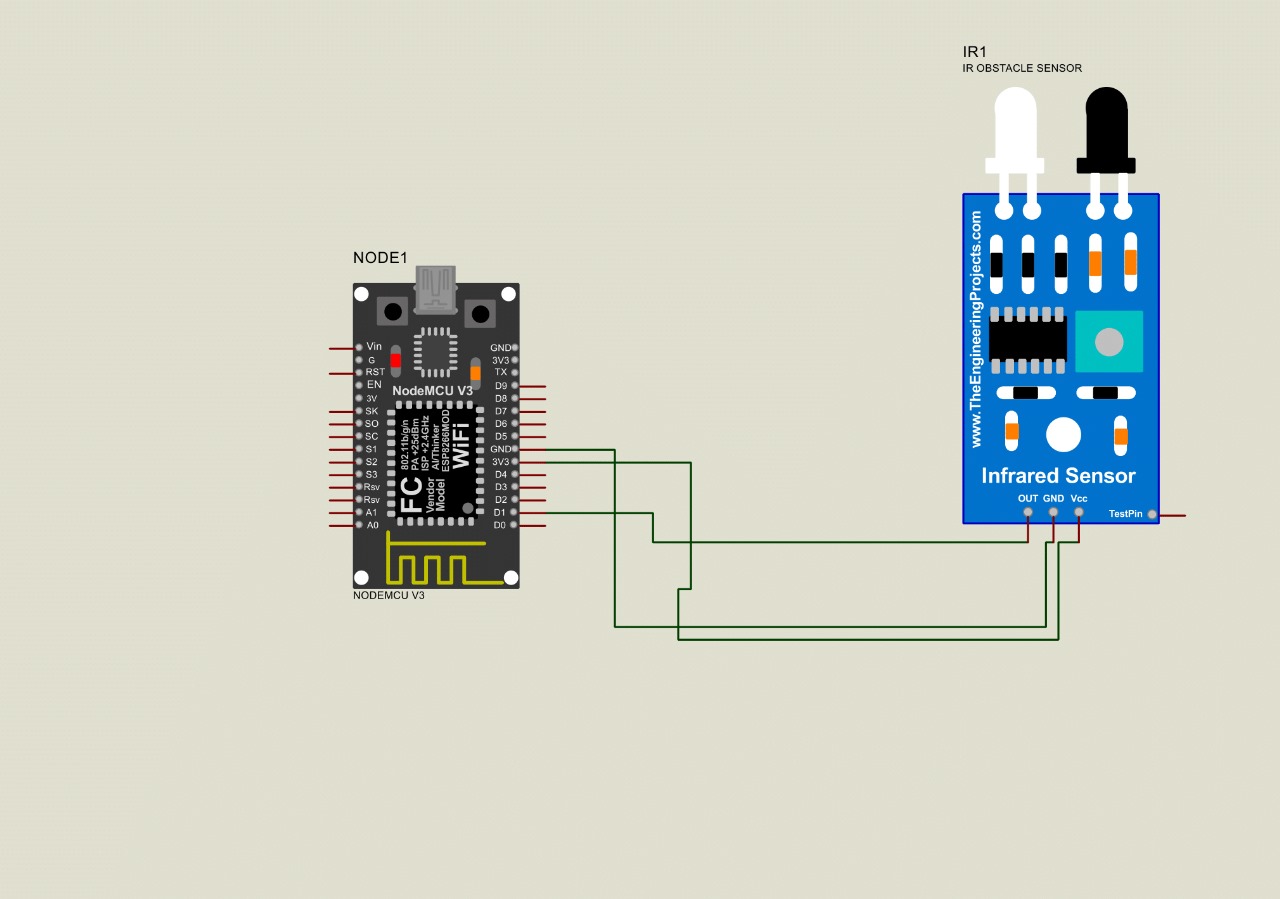 IR1
IR OBSTACLE SENSOR
www.TheEngineeringProjects.com
Infrared Sensor
OUT GND Vcc
TestPin
NODE1
Vin
G
RST
EN
3V
SK
SO
SC
S1
S2
S3
Rsv
Rsv
A1
A0
GND
3V3
TX
D9
D8
D7
D6
D5
GND
3V3
D4
D3
D2
D1
D0
NodeMCU V3
802.11b/g/n
PA +25dBm
ISP +2.4GHz
AI/Thinker
ESP8266MOD
WiFi
FC
Vendor
Model
NODEMCU V3